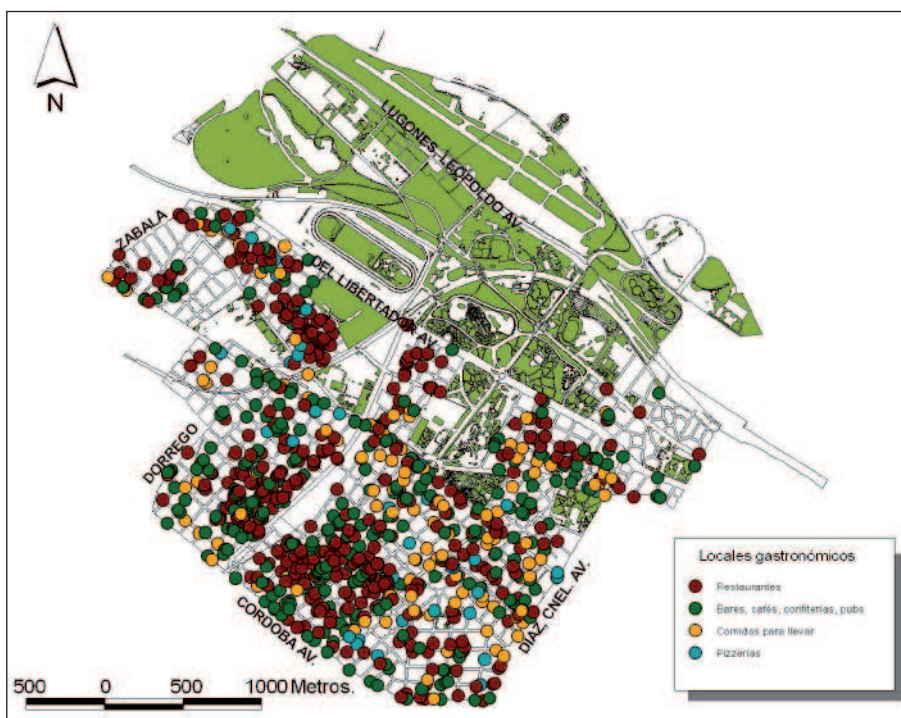 N
LUGONES, LEOPOLDO AV.
ZABALA
DEL LIBERTADOR AV.
DORREGO
CORDOBA AV.
DIAZ, CNEL. AV.
Locales gastronómicos
Restaurantes
Bares, cafés, confiterías, pubs
Comidas para llevar
Pizzerías
500 0 500 1000 Metros.